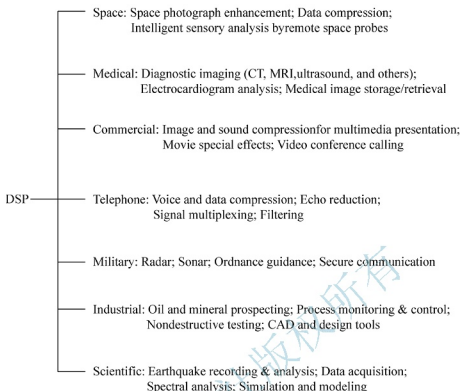 Space: Space photograph enhancement; Data compression;
Intelligent sensory analysis byremote space probes
Medical: Diagnostic imaging (CT, MRI,ultrasound, and others);
Electrocardiogram analysis; Medical image storage/retrieval
Commercial: Image and sound compressionfor multimedia presentation;
Movie special effects; Video conference calling
DSP
Telephone: Voice and data compression; Echo reduction;
Signal multiplexing; Filtering
Military: Radar; Sonar; Ordnance guidance; Secure communication
Industrial: Oil and mineral prospecting; Process monitoring & control;
Nondestructive testing; CAD and design tools
Scientific: Earthquake recording & analysis; Data acquisition;
Spectral analysis; Simulation and modeling
版权所有